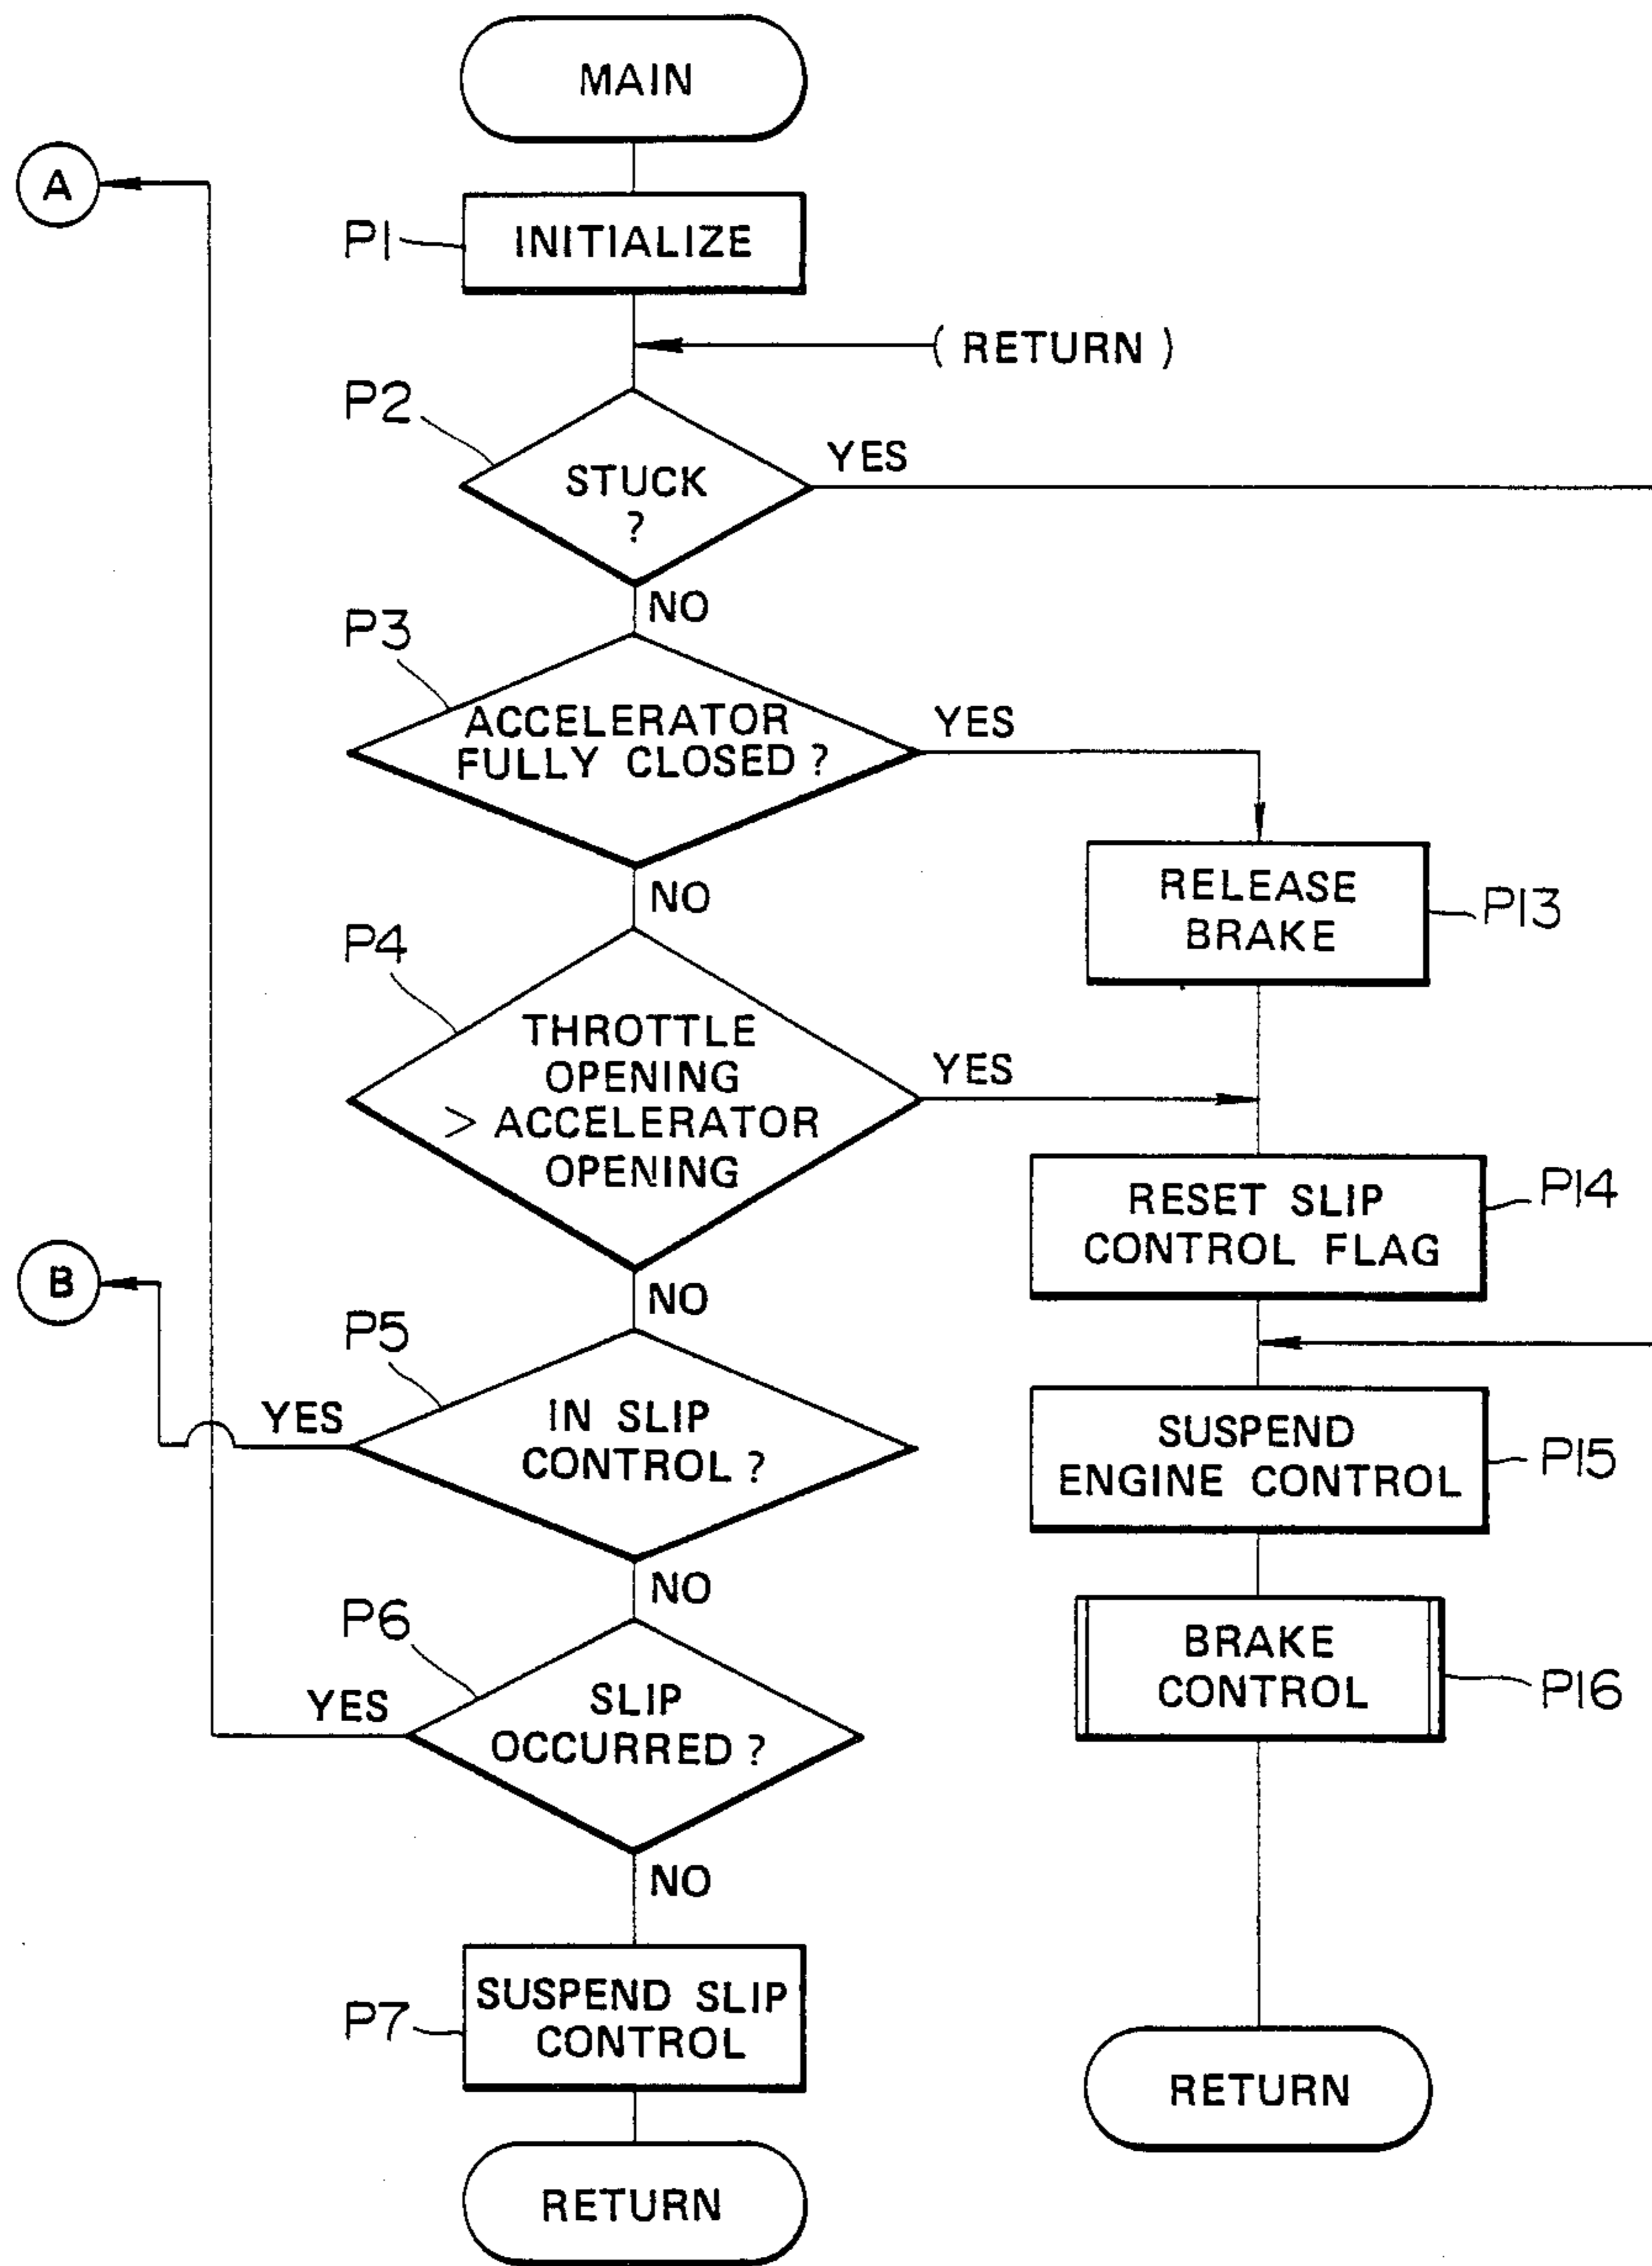 MAIN
A
P1
INITIALIZE
( RETURN )
P2
STUCK
?
YES
NO
P3
ACCELERATOR
FULLY CLOSED ?
YES
NO
RELEASE
BRAKE
P13
P4
THROTTLE
OPENING
> ACCELERATOR
OPENING
YES
NO
RESET SLIP
CONTROL FLAG
P14
B
P5
IN SLIP
CONTROL ?
YES
NO
SUSPEND
ENGINE CONTROL
P15
P6
SLIP
OCCURRED ?
YES
NO
BRAKE
CONTROL
P16
P7
SUSPEND SLIP
CONTROL
RETURN
RETURN